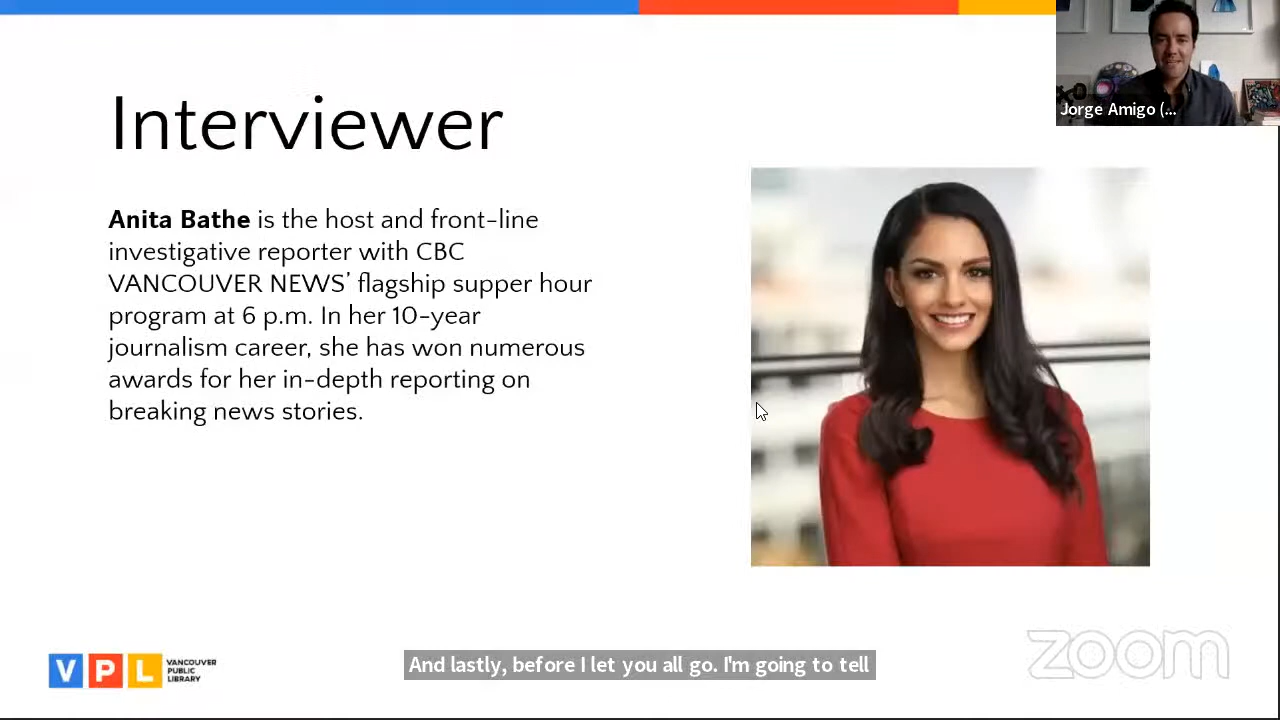 Interviewer
Jorge Amigo (...
Anita Bathe is the host and front-line
investigative reporter with CBC
VANCOUVER NEWS’ flagship supper hour
program at 6 p.m. In her 10-year
journalism career, she has won numerous
awards for her in-depth reporting on
breaking news stories.
VPL
VANCOUVER
PUBLIC
LIBRARY
And lastly, before I let you all go. I'm going to tell
zoom